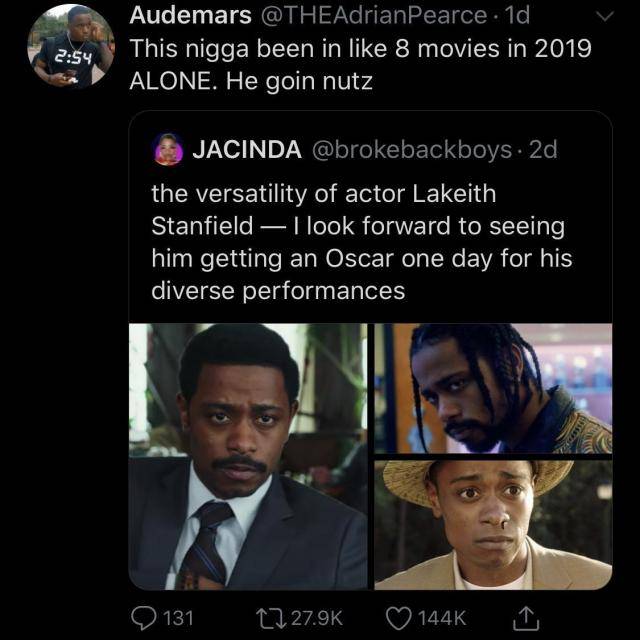 Audemars @THEAdrianPearce · 1d
This nigga been in like 8 movies in 2019
ALONE. He goin nutz
2:54
JACINDA @brokebackboys · 2d
the versatility of actor Lakeith
Stanfield — I look forward to seeing
him getting an Oscar one day for his
diverse performances
131 27.9K 144K